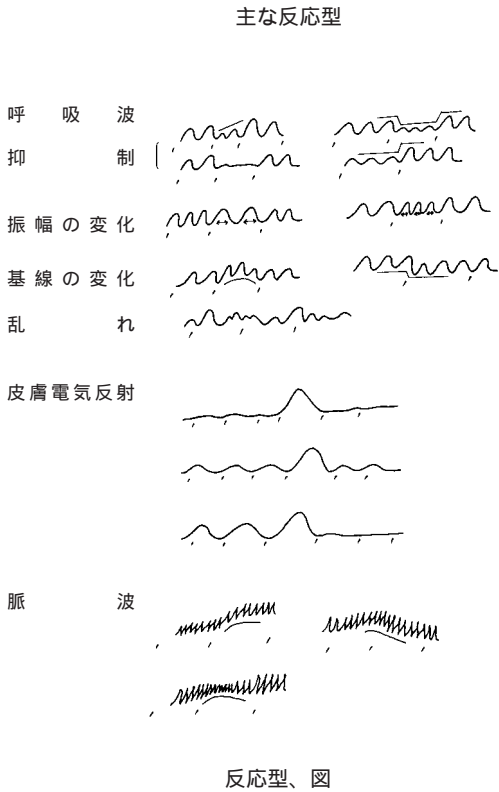 主な反応型
呼吸波
抑制
振幅の変化
基線の変化
乱れ
皮膚電気反射
脈波
反応型、図